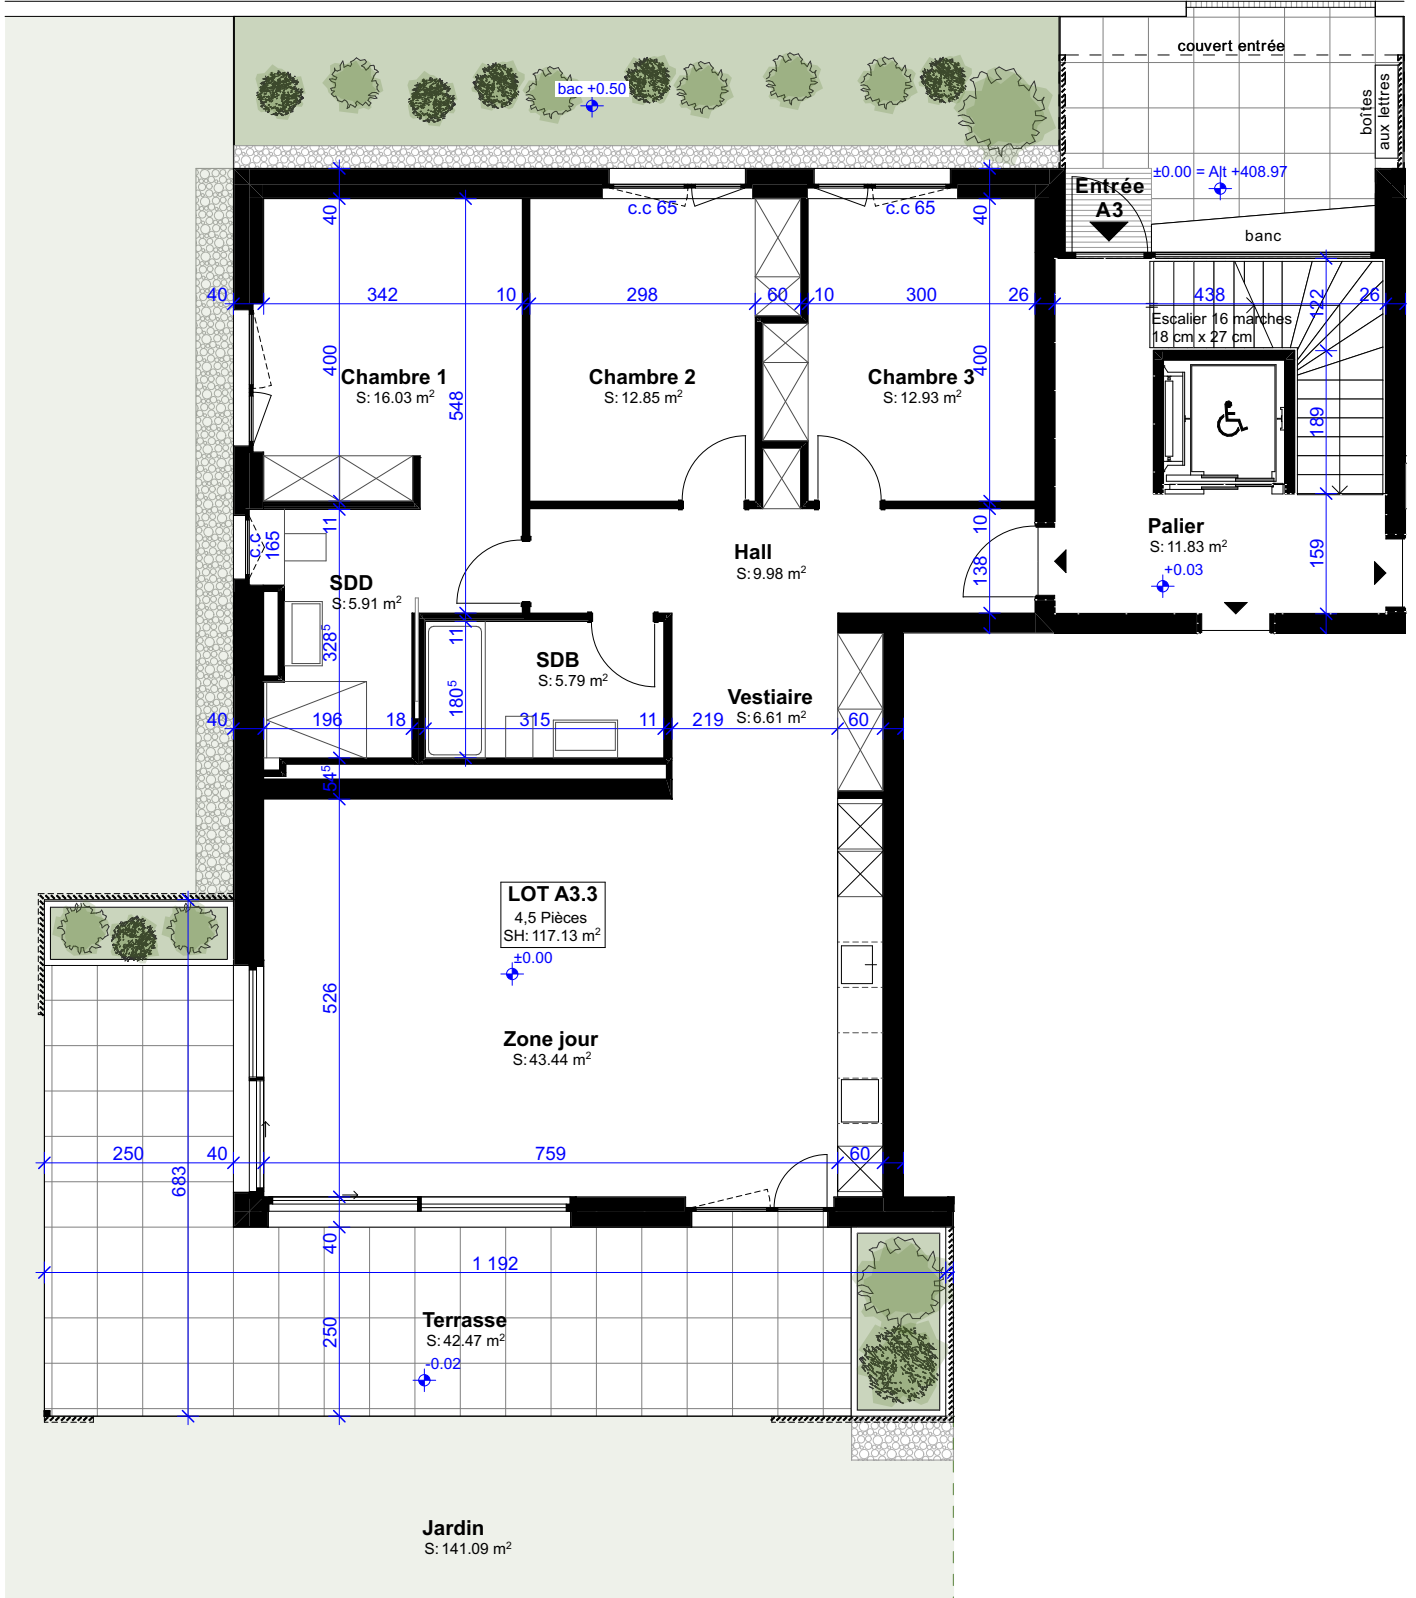 couvert entrée
boîtes
aux lettres
bac +0.50
±0.00 = Alt +408.97
Entrée
A3
banc
c.c 65
c.c 65
40
40
40
342
10
298
60
10
300
26
438
122
26
Escalier 16 marches
18 cm x 27 cm
400
548
400
189
Chambre 1
S: 16.03 m²
Chambre 2
S: 12.85 m²
Chambre 3
S: 12.93 m²
11
c.c
165
10
138
159
Palier
S: 11.83 m²
+0.03
Hall
S: 9.98 m²
SDD
S: 5.91 m²
328⁵
11
SDB
S: 5.79 m²
180⁵
Vestiaire
S: 6.61 m²
40
196
18
315
11
219
60
54⁵
LOT A3.3
4,5 Pièces
SH: 117.13 m²
±0.00
526
Zone jour
S: 43.44 m²
250
40
759
60
683
40
1 192
250
Terrasse
S: 42.47 m²
-0.02
Jardin
S: 141.09 m²